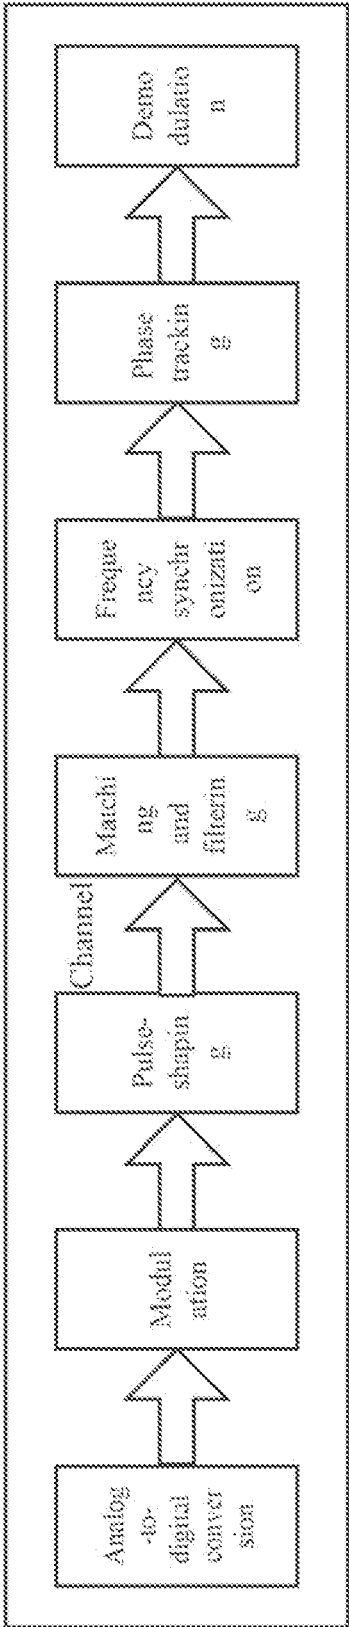 Analog
-to-
digital
conver
sion
Modul
ation
Pulse-
shapin
g
Channel
Matchi
ng
and
filterin
g
Freque
ncy
synchr
onizati
on
Phase
trackin
g
Demo
dulatio
n